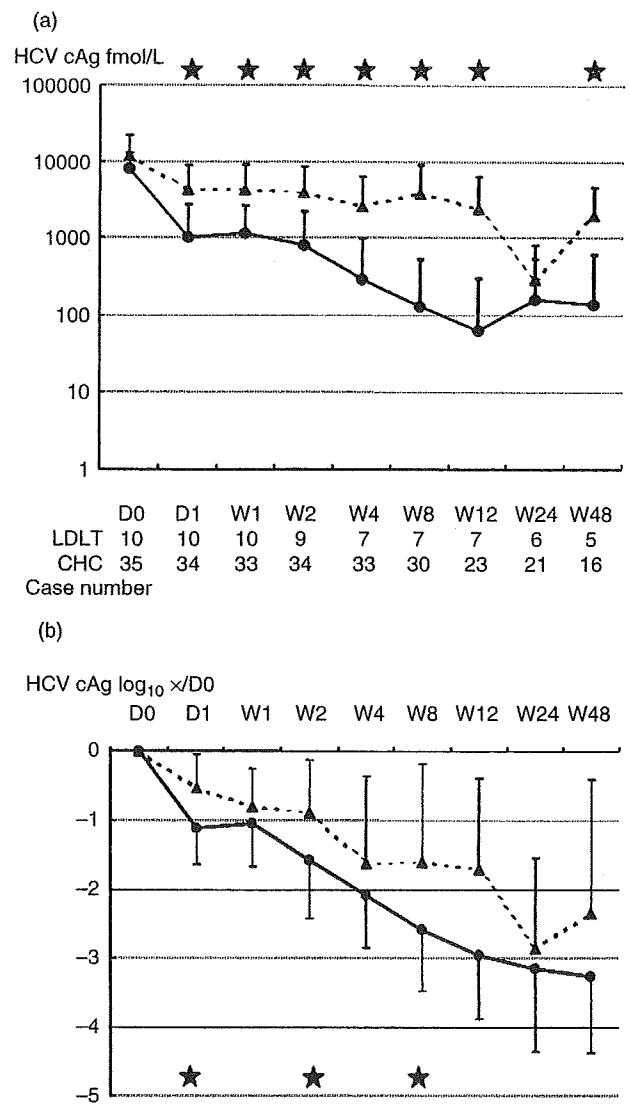 (a)
HCV cAg fmol/L
100000
10000
1000
100
10
1
D0 D1 W1 W2 W4 W8 W12 W24 W48
LDLT 10 10 10 9 7 7 7 6 5
CHC 35 34 33 34 33 30 23 21 16
Case number
(b)
HCV cAg log₁₀ ×/D0
D0 D1 W1 W2 W4 W8 W12 W24 W48
0
−1
−2
−3
−4
−5